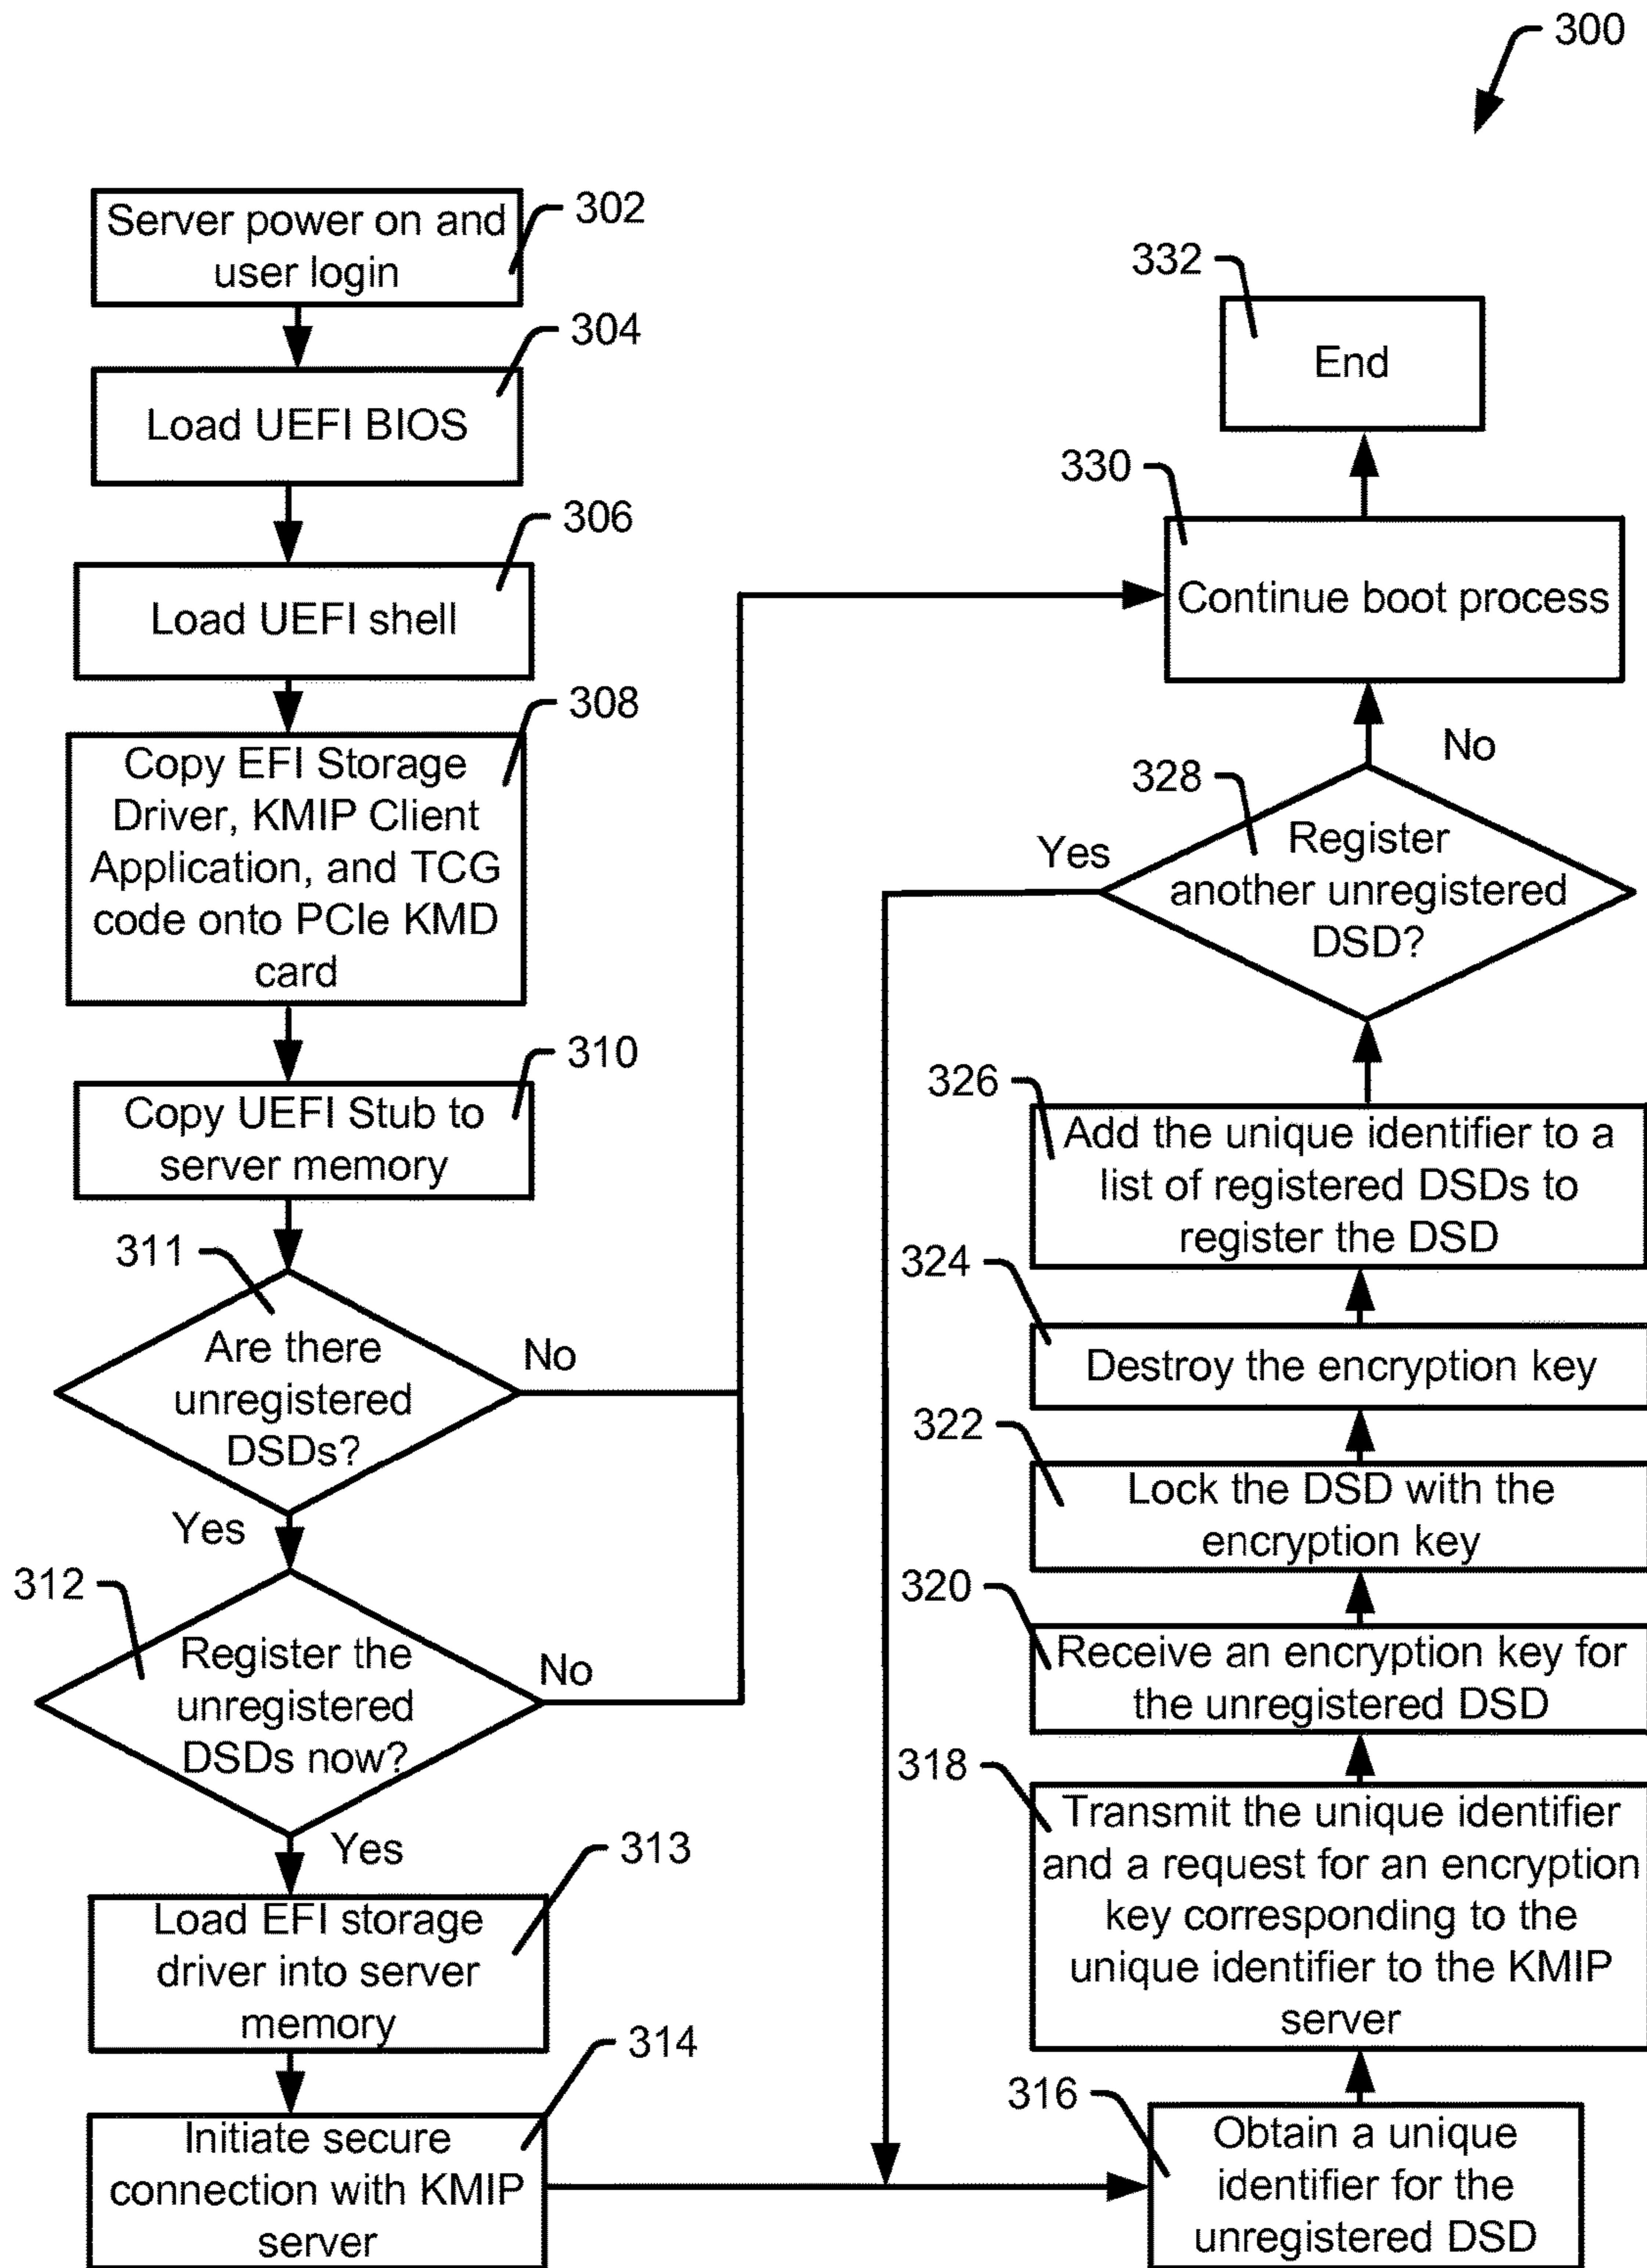 300
Server power on and
user login
302
304
Load UEFI BIOS
306
Load UEFI shell
308
Copy EFI Storage
Driver, KMIP Client
Application, and TCG
code onto PCIe KMD
card
310
Copy UEFI Stub to
server memory
311
Are there
unregistered
DSDs?
No
Yes
312
Register the
unregistered
DSDs now?
No
Yes
313
Load EFI storage
driver into server
memory
314
Initiate secure
connection with KMIP
server
332
End
330
Continue boot process
No
328
Yes
Register
another unregistered
DSD?
326
Add the unique identifier to a
list of registered DSDs to
register the DSD
324
Destroy the encryption key
322
Lock the DSD with the
encryption key
320
Receive an encryption key for
the unregistered DSD
318
Transmit the unique identifier
and a request for an encryption
key corresponding to the
unique identifier to the KMIP
server
316
Obtain a unique
identifier for the
unregistered DSD